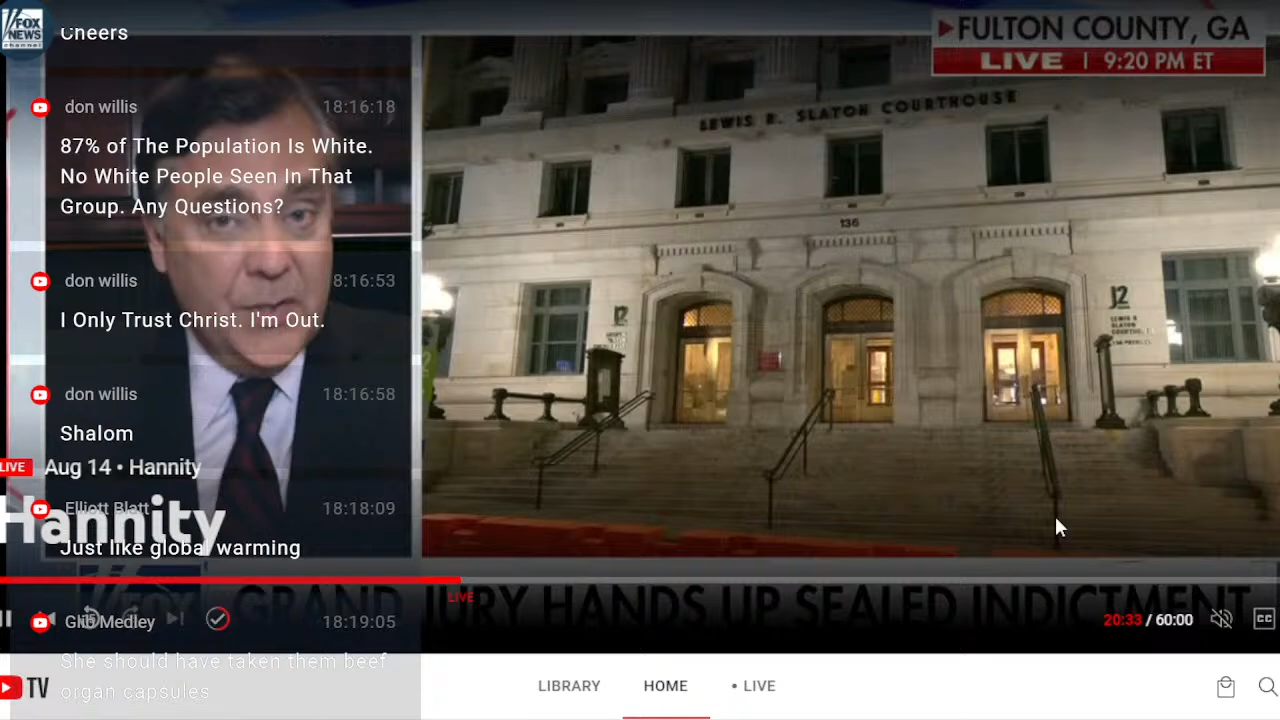 FOX
NEWS
channel
Cheers
don willis 18:16:18
87% of The Population Is White.
No White People Seen In That
Group. Any Questions?
don willis 8:16:53
I Only Trust Christ. I'm Out.
don willis 18:16:58
Shalom
LIVE Aug 14 • Hannity
Elliott Blatt 18:18:09
Hannity
Just like global warming
Glib Medley 18:19:05
She should have taken them beef
organ capsules
FULTON COUNTY, GA
LIVE | 9:20 PM ET
LEWIS R. SLATON COURTHOUSE
136
J2
LIVE
GRAND JURY HANDS UP SEALED INDICTMENT
20:33 / 60:00
CC
TV
LIBRARY HOME • LIVE